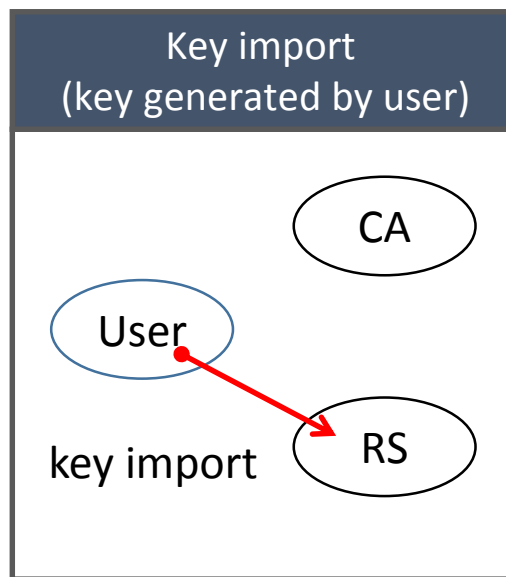 Key import
(key generated by user)
CA
User
RS
key import